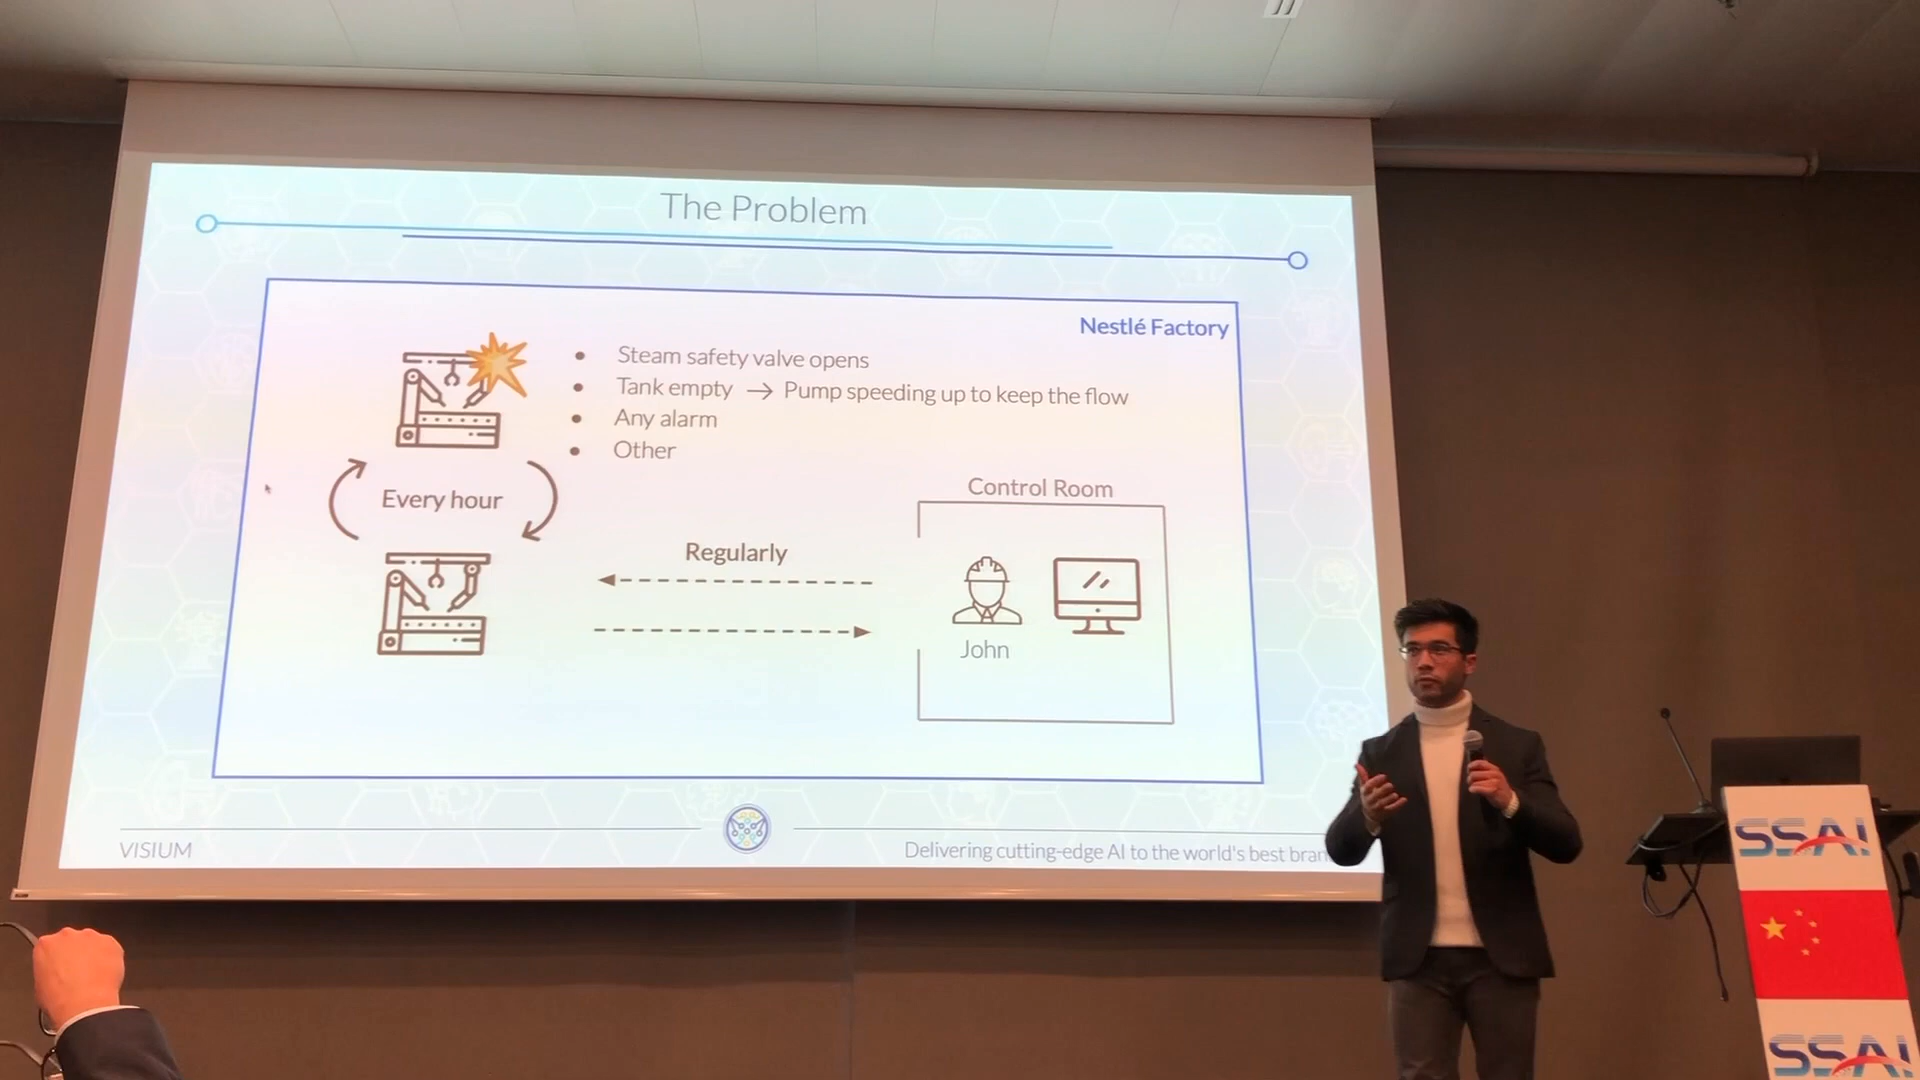 The Problem
Nestlé Factory
Steam safety valve opens
Tank empty → Pump speeding up to keep the flow
Any alarm
Other
Every hour
Control Room
Regularly
John
VISIUM
Delivering cutting-edge AI to the world's best
SSAI
SSAI